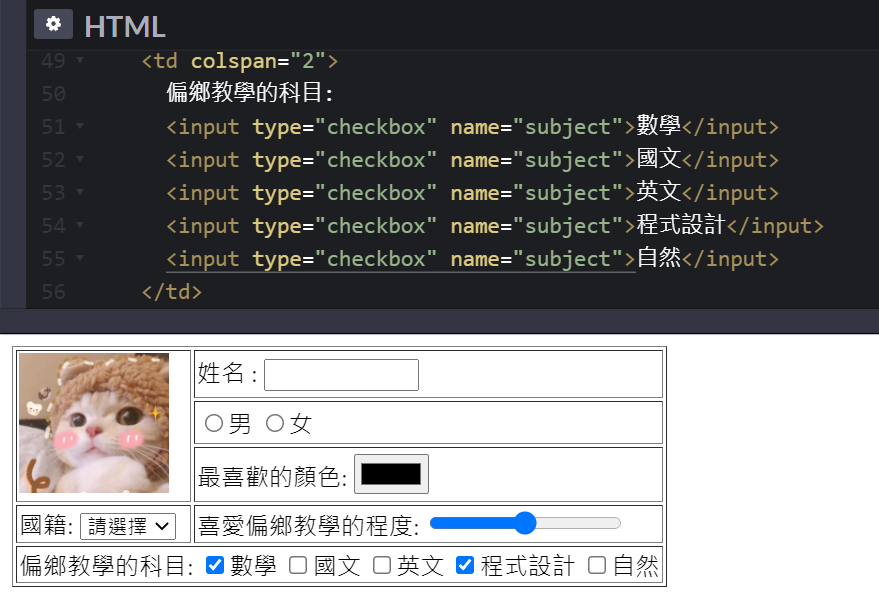 HTML
49 <td colspan="2">
50 偏鄉教學的科目:
51 <input type="checkbox" name="subject">數學</input>
52 <input type="checkbox" name="subject">國文</input>
53 <input type="checkbox" name="subject">英文</input>
54 <input type="checkbox" name="subject">程式設計</input>
55 <input type="checkbox" name="subject">自然</input>
56 </td>
姓名 :
男 女
最喜歡的顏色:
國籍: 請選擇 喜愛偏鄉教學的程度:
偏鄉教學的科目: 數學 國文 英文 程式設計 自然